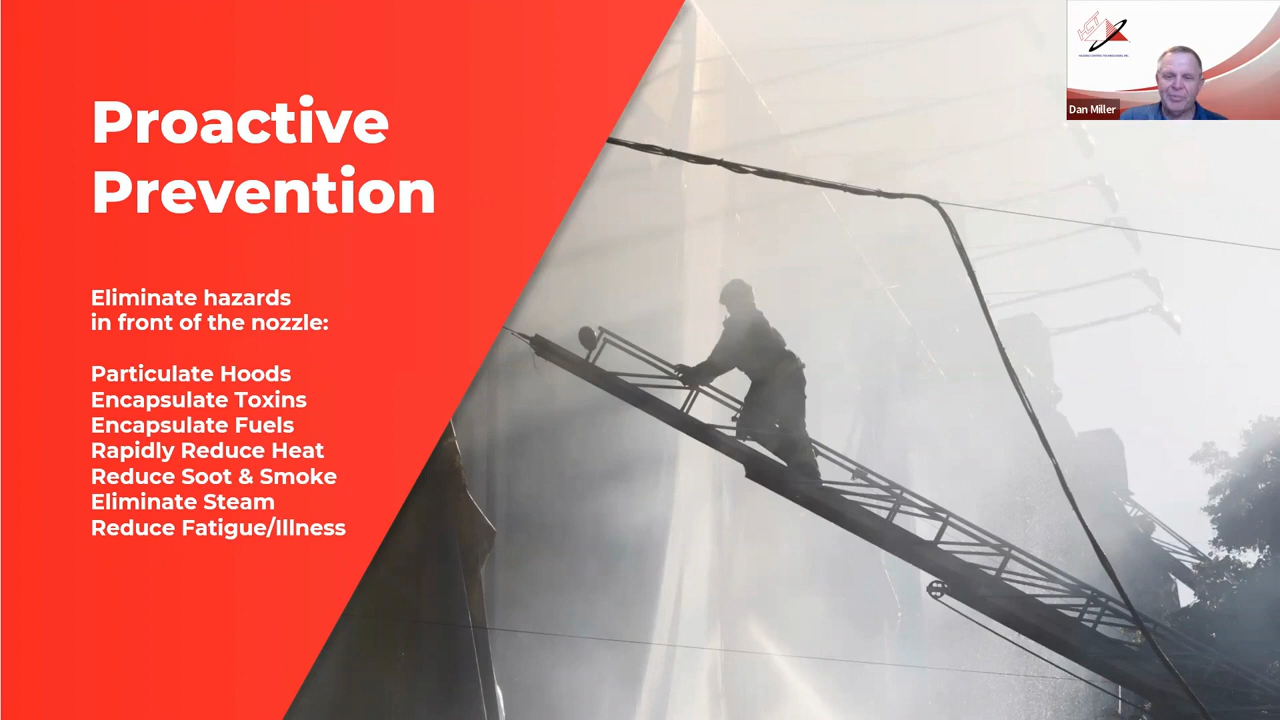 Proactive
Prevention
Eliminate hazards
in front of the nozzle:
Particulate Hoods
Encapsulate Toxins
Encapsulate Fuels
Rapidly Reduce Heat
Reduce Soot & Smoke
Eliminate Steam
Reduce Fatigue/Illness
HCT
Dan Miller